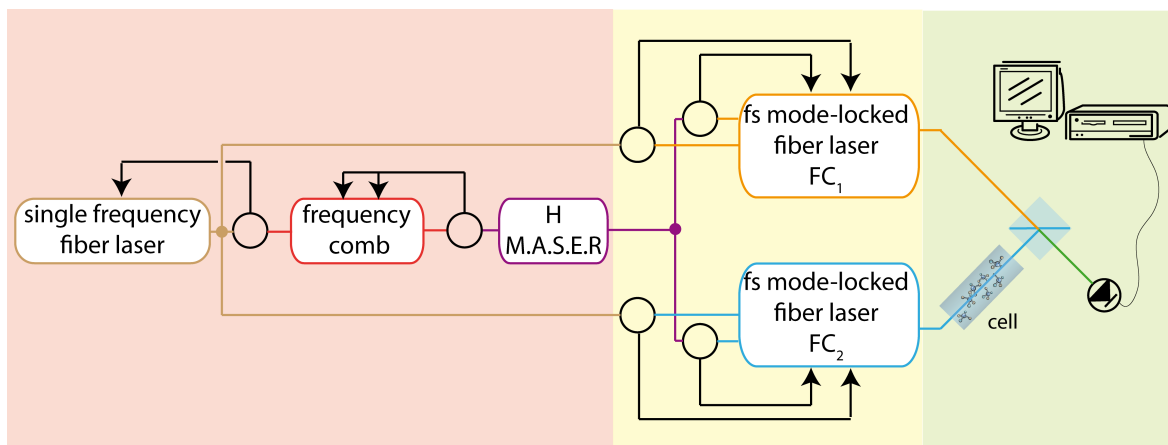 single frequency
fiber laser
frequency
comb
H
M.A.S.E.R
fs mode-locked
fiber laser
FC₁
fs mode-locked
fiber laser
FC₂
cell